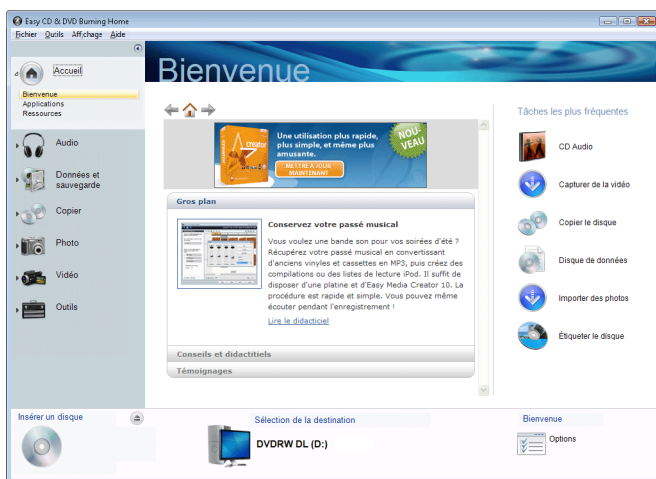 Easy CD & DVD Burning Home
Fichier Outils Affichage Aide
Accueil
Bienvenue
Applications
Ressources
Audio
Données et
sauvegarde
Copier
Photo
Vidéo
Outils
Bienvenue
creator
Une utilisation plus rapide,
plus simple, et même plus
amusante.
METTRE À JOUR
MAINTENANT
NOU-
VEAU
Gros plan
Conservez votre passé musical
Vous voulez une bande son pour vos soirées d'été ?
Récupérez votre passé musical en convertissant
d'anciens vinyles et cassettes en MP3, puis créez des
compilations ou des listes de lecture iPod. Il suffit de
disposer d'une platine et d'Easy Media Creator 10. La
procédure est rapide et simple. Vous pouvez même
écouter pendant l'enregistrement !
Lire le didacticiel
Conseils et didactitiels
Témoignages
Tâches les plus fréquentes
CD Audio
Capturer de la vidéo
Copier le disque
Disque de données
Importer des photos
Étiqueter le disque
Insérer un disque
Sélection de la destination
DVDRW DL (D:)
Bienvenue
Options